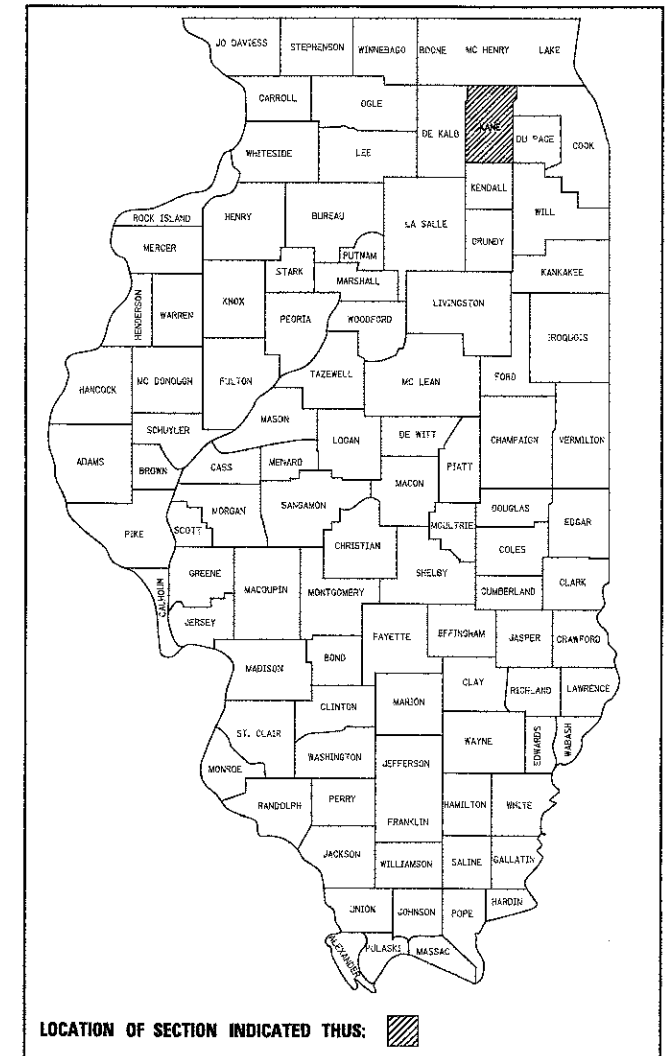 JO DAVIESS
STEPHENSON
WINNEBAGO
BOONE
MC HENRY
LAKE
CARROLL
OGLE
DE KALB
KANE
DU PAGE
COOK
WHITESIDE
LEE
KENDALL
ROCK ISLAND
HENRY
BUREAU
LA SALLE
GRUNDY
WILL
MERCER
PUTNAM
STARK
MARSHALL
KANKAKEE
HENDERSON
WARREN
KNOX
PEORIA
WOODFORD
LIVINGSTON
IROQUOIS
HANCOCK
MC DONOUGH
FULTON
TAZEWELL
MC LEAN
FORD
SCHUYLER
MASON
LOGAN
DE WITT
CHAMPAIGN
VERMILION
ADAMS
BROWN
CASS
MENARD
MACON
PIATT
PIKE
SCOTT
MORGAN
SANGAMON
CHRISTIAN
MOULTRIE
DOUGLAS
EDGAR
COLES
GREENE
MACOUPIN
MONTGOMERY
SHELBY
CUMBERLAND
CLARK
CALHOUN
JERSEY
FAYETTE
EFFINGHAM
JASPER
CRAWFORD
MADISON
BOND
CLAY
RICHLAND
LAWRENCE
CLINTON
MARION
ST. CLAIR
WAYNE
EDWARDS
WABASH
MONROE
WASHINGTON
JEFFERSON
RANDOLPH
PERRY
HAMILTON
WHITE
FRANKLIN
JACKSON
WILLIAMSON
SALINE
GALLATIN
UNION
JOHNSON
POPE
HARDIN
ALEXANDER
PULASKI
MASSAC
LOCATION OF SECTION INDICATED THUS: